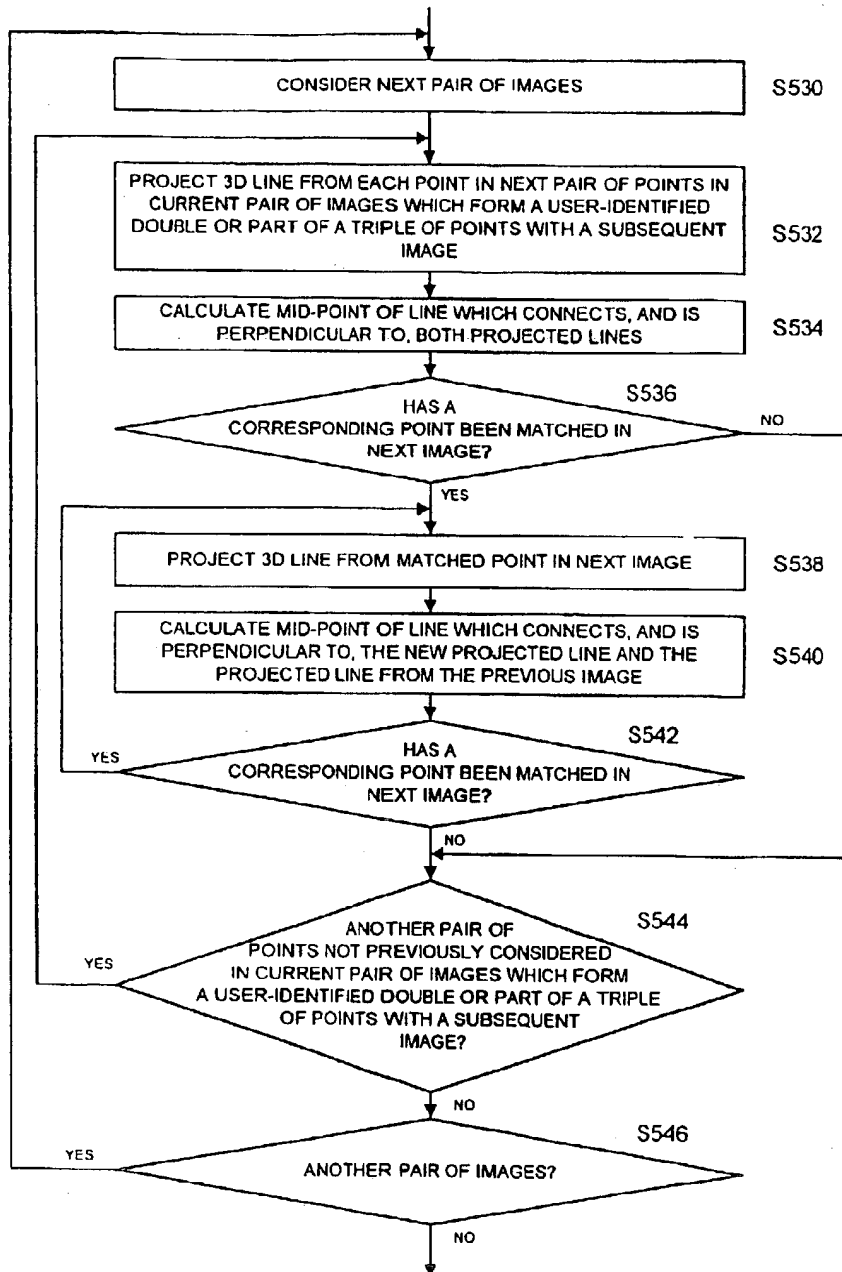 CONSIDER NEXT PAIR OF IMAGES
S530
PROJECT 3D LINE FROM EACH POINT IN NEXT PAIR OF POINTS IN
CURRENT PAIR OF IMAGES WHICH FORM A USER-IDENTIFIED
DOUBLE OR PART OF A TRIPLE OF POINTS WITH A SUBSEQUENT
IMAGE
S532
CALCULATE MID-POINT OF LINE WHICH CONNECTS, AND IS
PERPENDICULAR TO, BOTH PROJECTED LINES
S534
S536
HAS A
CORRESPONDING POINT BEEN MATCHED IN
NEXT IMAGE?
NO
YES
PROJECT 3D LINE FROM MATCHED POINT IN NEXT IMAGE
S538
CALCULATE MID-POINT OF LINE WHICH CONNECTS, AND IS
PERPENDICULAR TO, THE NEW PROJECTED LINE AND THE
PROJECTED LINE FROM THE PREVIOUS IMAGE
S540
S542
YES
HAS A
CORRESPONDING POINT BEEN MATCHED IN
NEXT IMAGE?
NO
S544
ANOTHER PAIR OF
POINTS NOT PREVIOUSLY CONSIDERED
IN CURRENT PAIR OF IMAGES WHICH FORM
A USER-IDENTIFIED DOUBLE OR PART OF A TRIPLE
OF POINTS WITH A SUBSEQUENT
IMAGE?
YES
NO
S546
YES
ANOTHER PAIR OF IMAGES?
NO